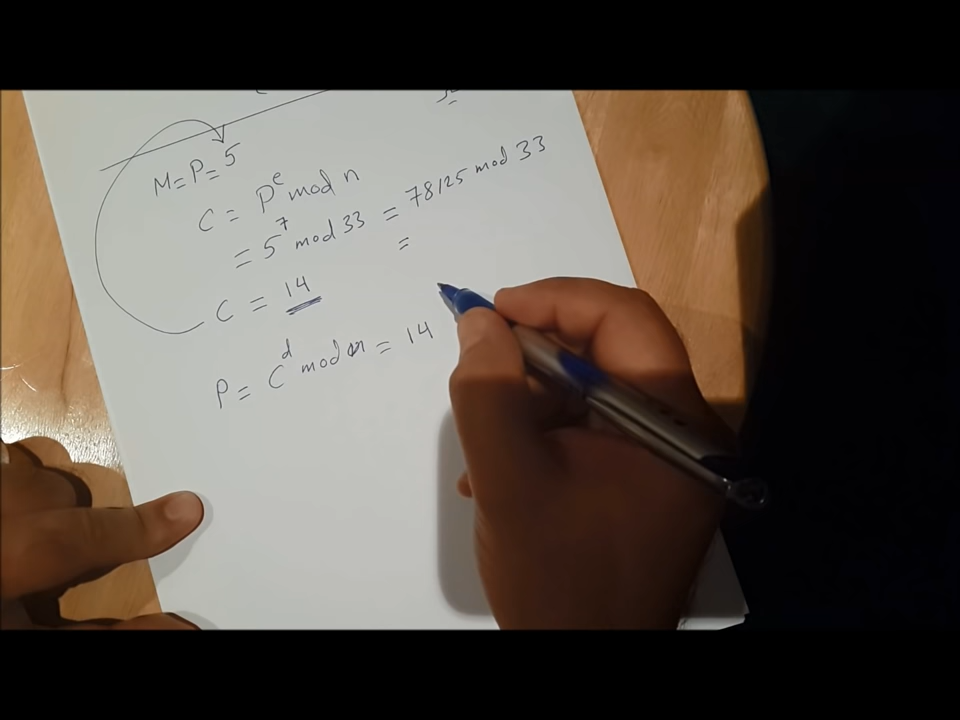 M = P = 5
C = P^e mod n
= 5^7 mod 33 = 78125 mod 33
=
C = 14
P = C^d mod n = 14